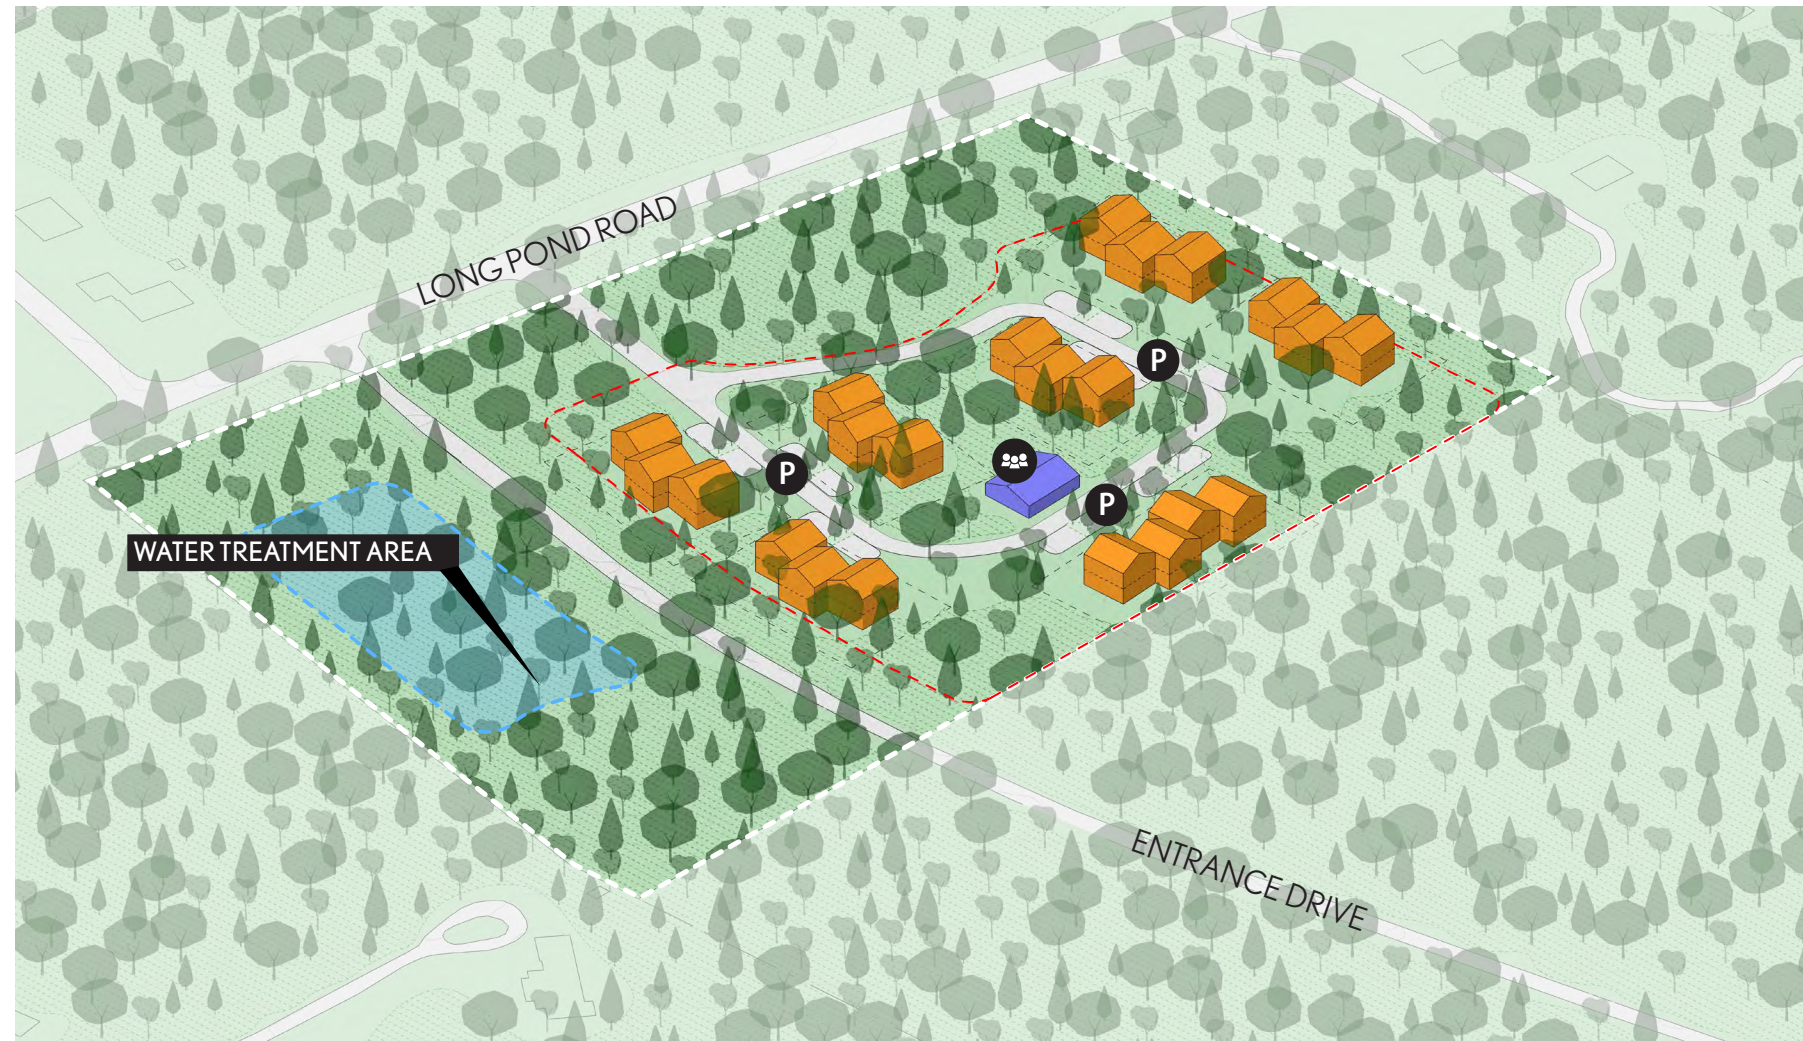 LONG POND ROAD
P
P
P
WATER TREATMENT AREA
ENTRANCE DRIVE